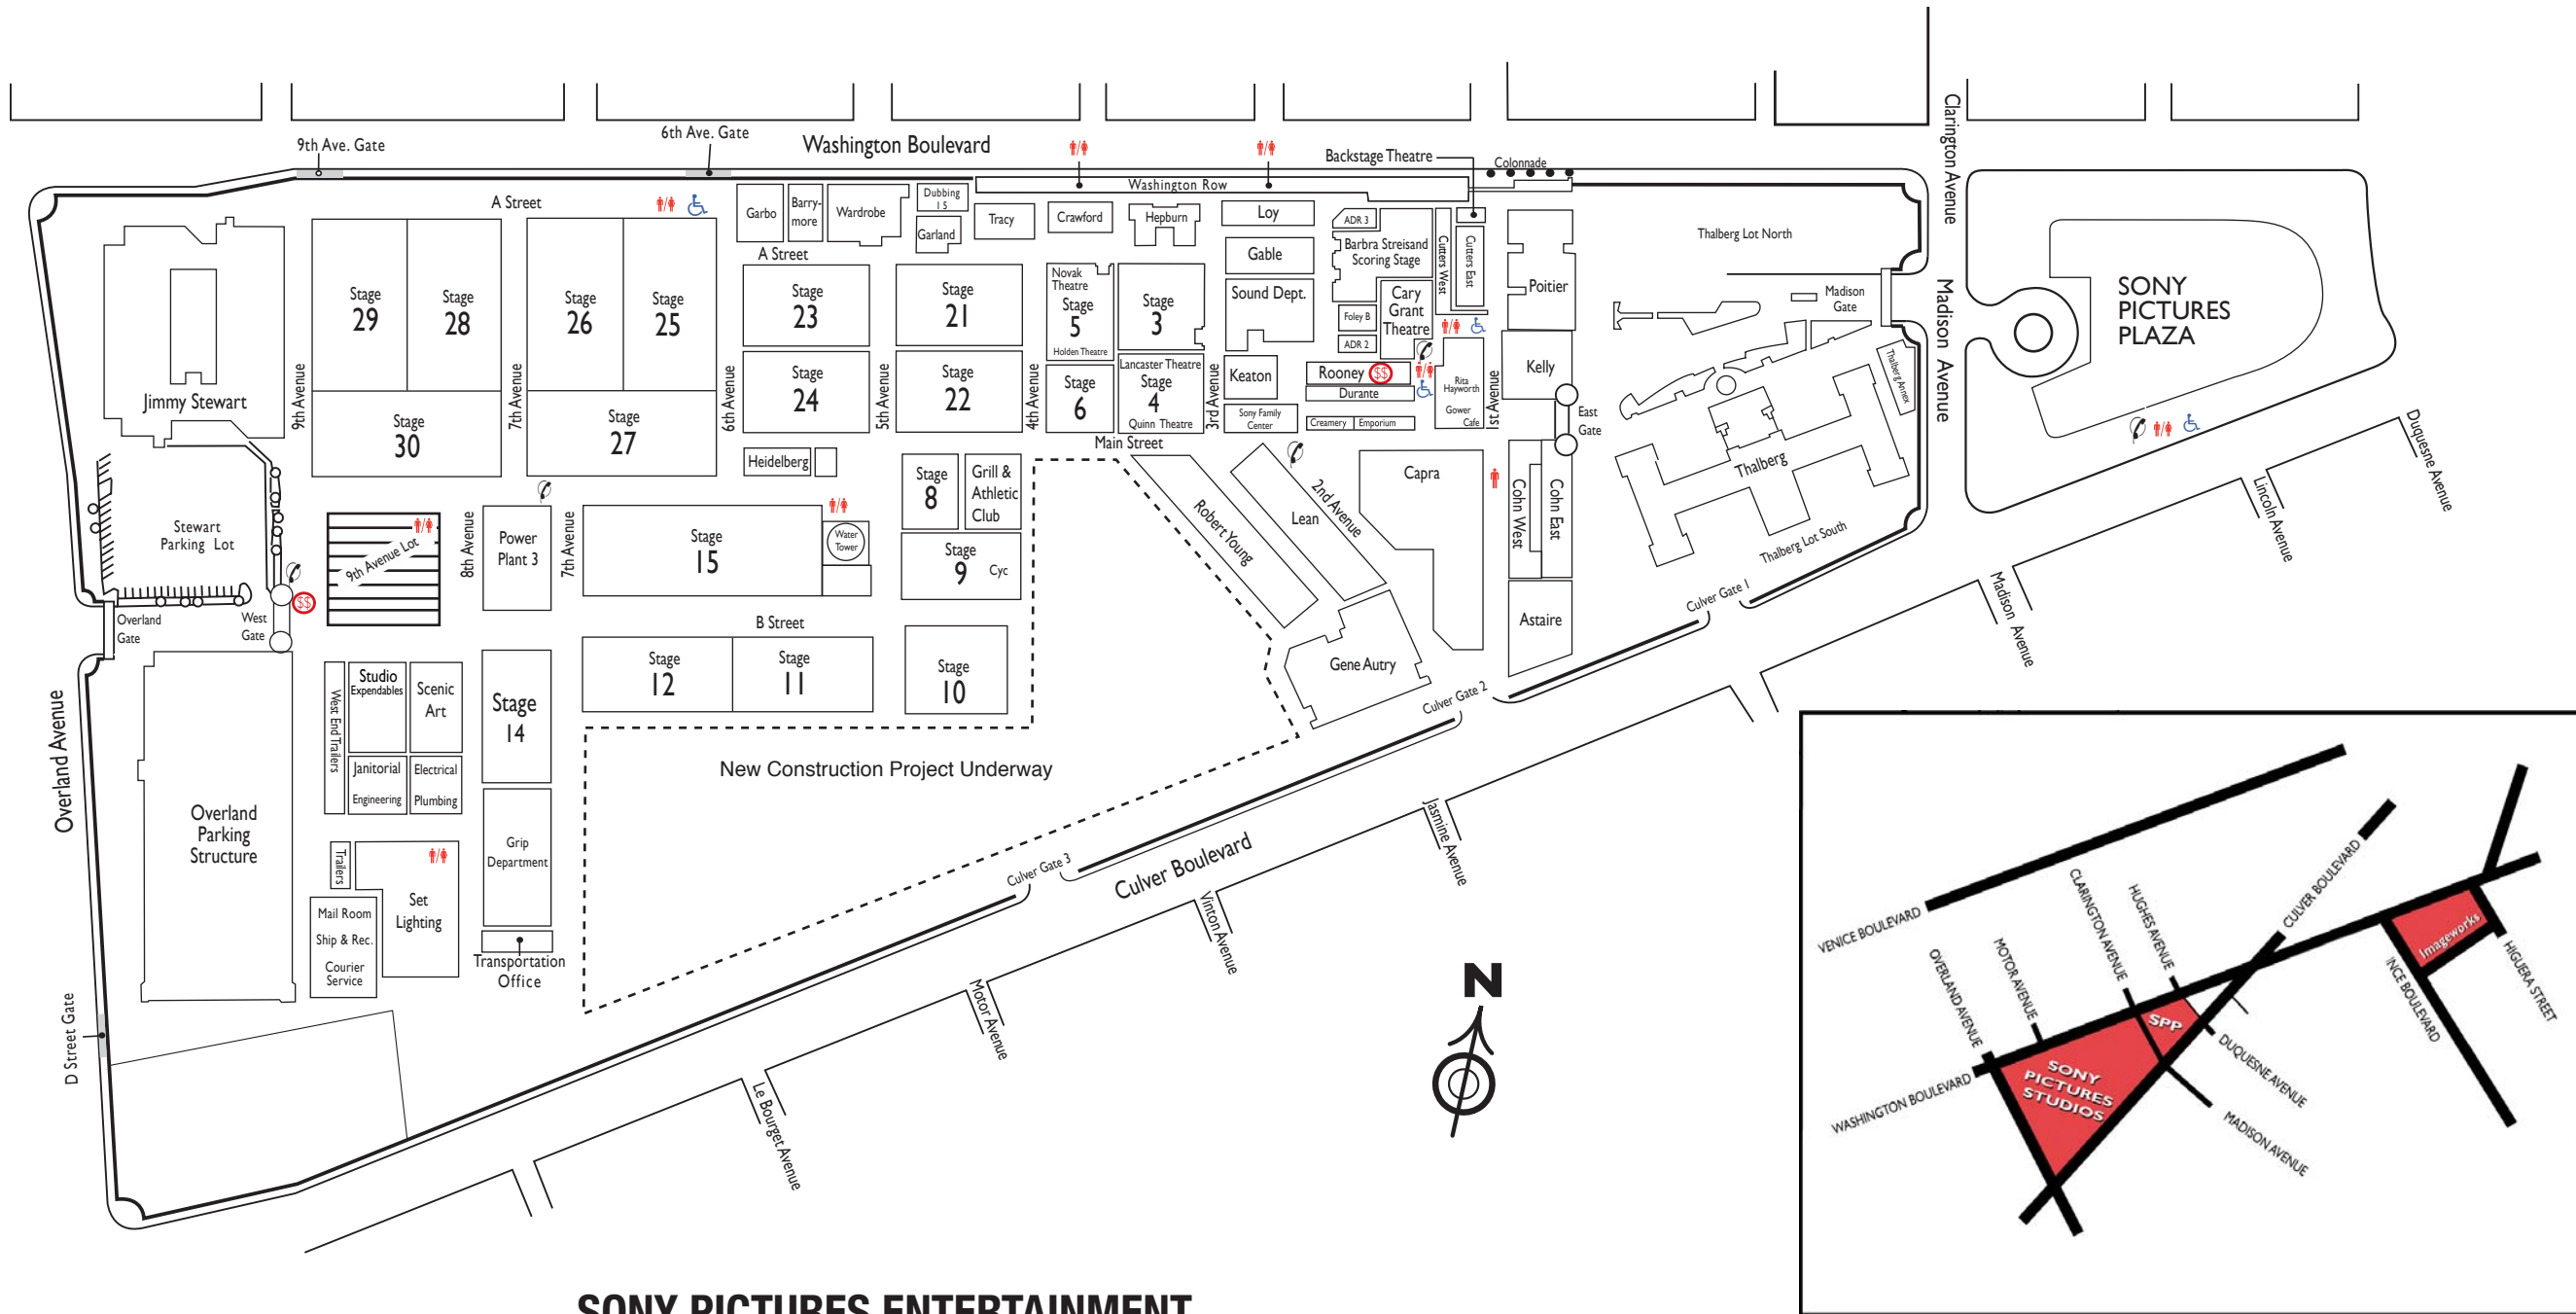 Clarington Avenue
9th Ave. Gate
6th Ave. Gate
Washington Boulevard
Backstage Theatre
Colonnade
Washington Row
A Street
Garbo
Barry-
more
Wardrobe
Dubbing
15
Garland
Tracy
Crawford
Hepburn
Loy
Gable
Sound Dept.
ADR 3
Barbra Streisand
Scoring Stage
Cutters West
Cutters East
Poitier
Thalberg Lot North
Madison
Gate
Madison Avenue
SONY
PICTURES
PLAZA
A Street
Stage
29
Stage
28
Stage
26
Stage
25
Stage
23
Stage
21
Novak
Theatre
Stage
5
Holden Theatre
Stage
3
Foley B
ADR 2
Cary
Grant
Theatre
Jimmy Stewart
9th Avenue
Stage
30
7th Avenue
Stage
27
6th Avenue
Stage
24
5th Avenue
Stage
22
4th Avenue
Stage
6
Lancaster Theatre
Stage
4
Quinn Theatre
3rd Avenue
Keaton
Sony Family
Center
Rooney
$$
Durante
Creamery
Emporium
Rita
Hayworth
Gower
Cafe
1st Avenue
Kelly
East
Gate
Thalberg Annex
Thalberg
Thalberg Lot South
Duquesne Avenue
Lincoln Avenue
Madison Avenue
Main Street
Heidelberg
Stage
8
Grill &
Athletic
Club
Robert Young
Lean
2nd Avenue
Capra
Cohn West
Cohn East
Stewart
Parking Lot
9th Avenue Lot
8th Avenue
Power
Plant 3
7th Avenue
Stage
15
Water
Tower
Stage
9
Cyc
$$
Overland
Gate
West
Gate
B Street
Astaire
Culver Gate 1
Gene Autry
Culver Gate 2
Overland Avenue
West End Trailers
Studio
Expendables
Scenic
Art
Stage
14
Stage
12
Stage
11
Stage
10
Janitorial
Engineering
Electrical
Plumbing
New Construction Project Underway
Overland
Parking
Structure
Grip
Department
Trailers
Set
Lighting
Mail Room
Ship & Rec.
Courier
Service
Transportation
Office
Culver Gate 3
Culver Boulevard
Jasmine Avenue
Vinton Avenue
Motor Avenue
Le Bourget Avenue
D Street Gate
N
VENICE BOULEVARD
OVERLAND AVENUE
MOTOR AVENUE
CLARINGTON AVENUE
HUGHES AVENUE
CULVER BOULEVARD
Imageworks
INCE BOULEVARD
HIGUERA STREET
SPP
SONY
PICTURES
STUDIOS
DUQUESNE AVENUE
WASHINGTON BOULEVARD
MADISON AVENUE
SONY PICTURES ENTERTAINMENT